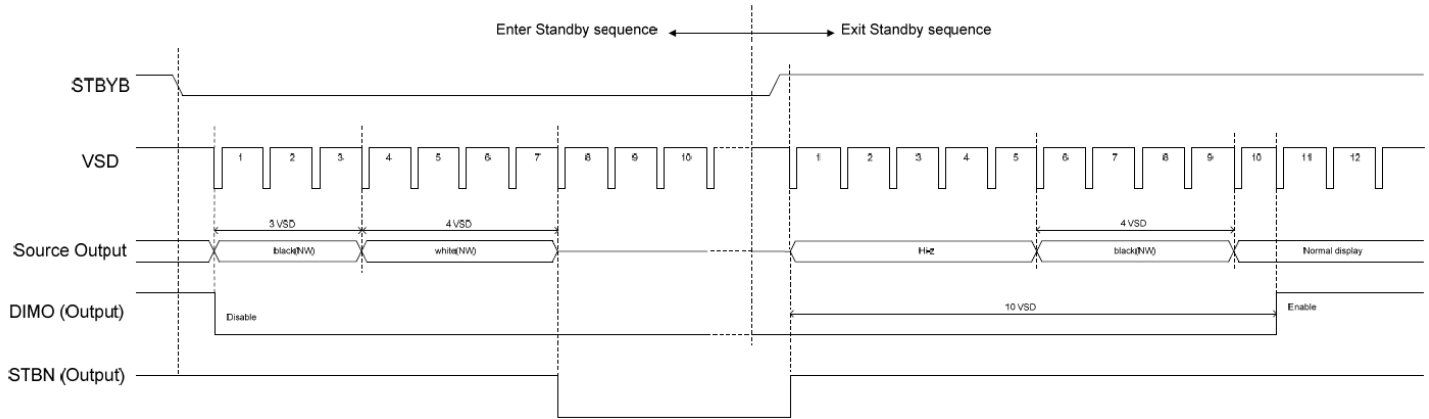 Enter Standby sequence Exit Standby sequence
STBYB
VSD 1 2 3 4 5 6 7 8 9 10 1 2 3 4 5 6 7 8 9 10 11 12
3 VSD 4 VSD 4 VSD
Source Output black(NW) white(NW) Hi-z black(NW) Normal display
DIMO (Output) Disable 10 VSD Enable
STBN (Output)